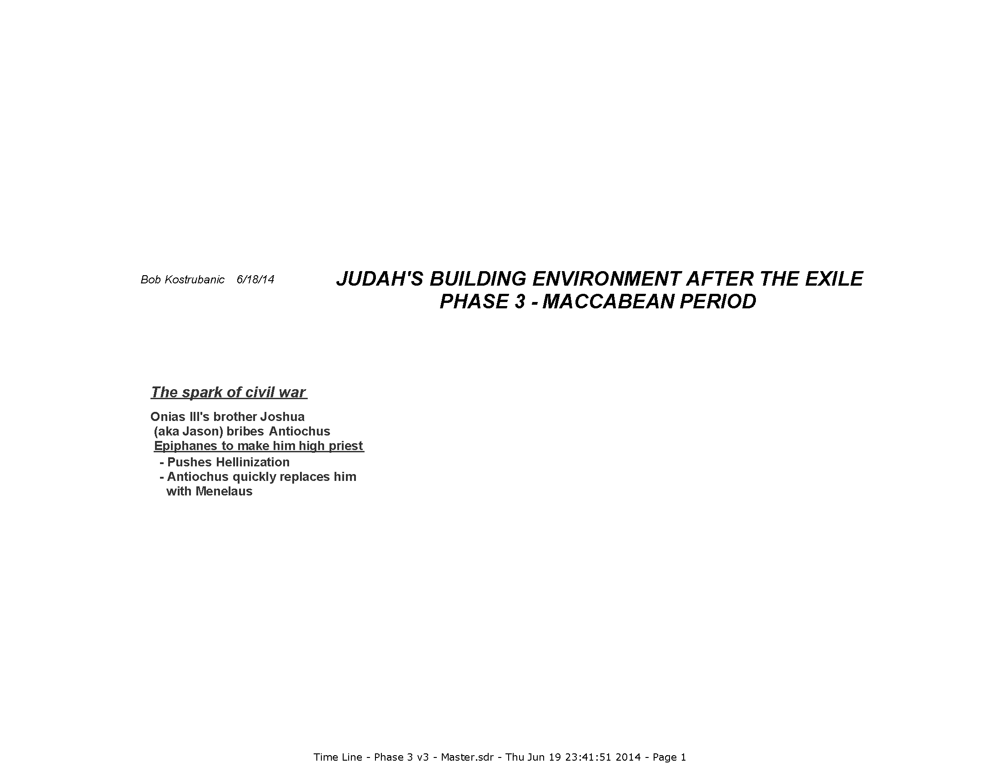 Bob Kostrubanic 6/18/14
JUDAH'S BUILDING ENVIRONMENT AFTER THE EXILE
PHASE 3 - MACCABEAN PERIOD
The spark of civil war
Onias III's brother Joshua
(aka Jason) bribes Antiochus
Epiphanes to make him high priest
- Pushes Hellinization
- Antiochus quickly replaces him
with Menelaus
Time Line - Phase 3 v3 - Master.sdr - Thu Jun 19 23:41:51 2014 - Page 1